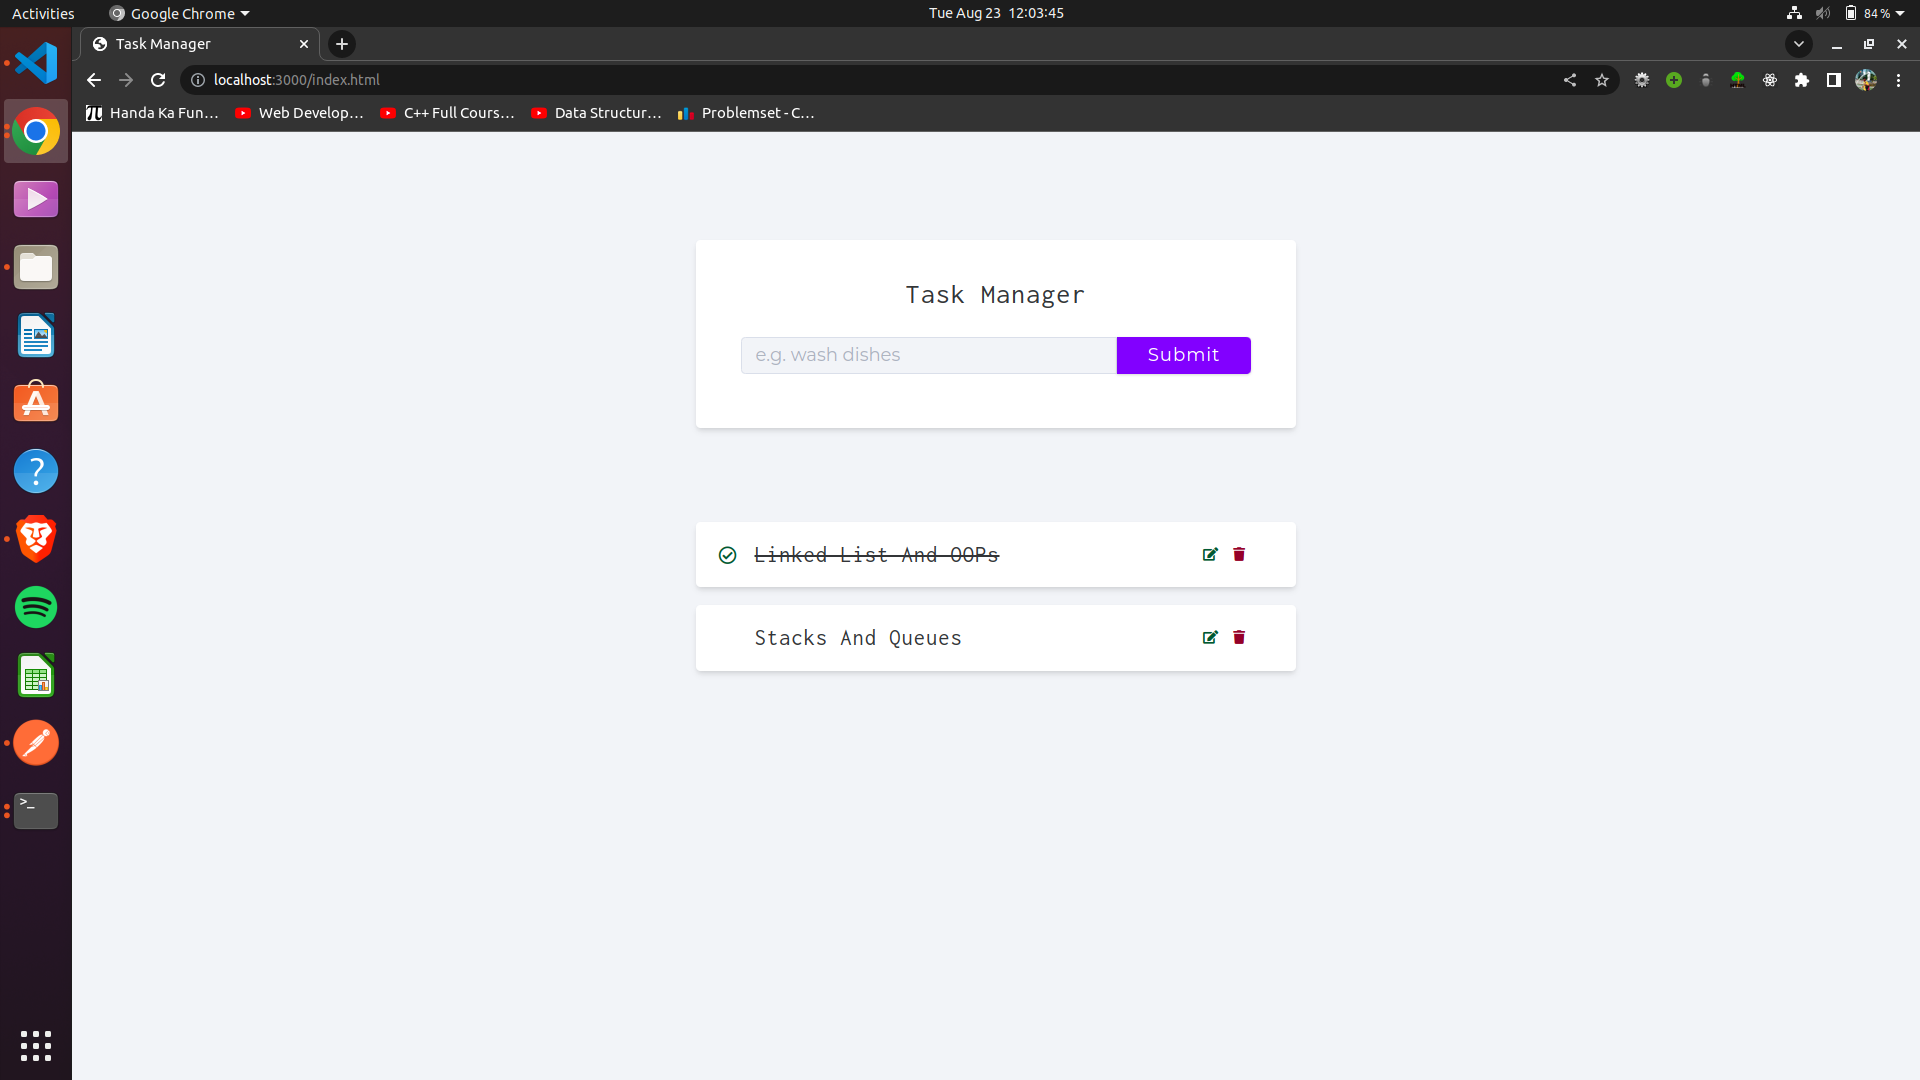 Activities Google Chrome Tue Aug 23 12:03:45 84 %
Task Manager
localhost:3000/index.html
Handa Ka Fun... Web Develop... C++ Full Cours... Data Structur... Problemset - C...
Task Manager
e.g. wash dishes Submit
Linked List And OOPs
Stacks And Queues